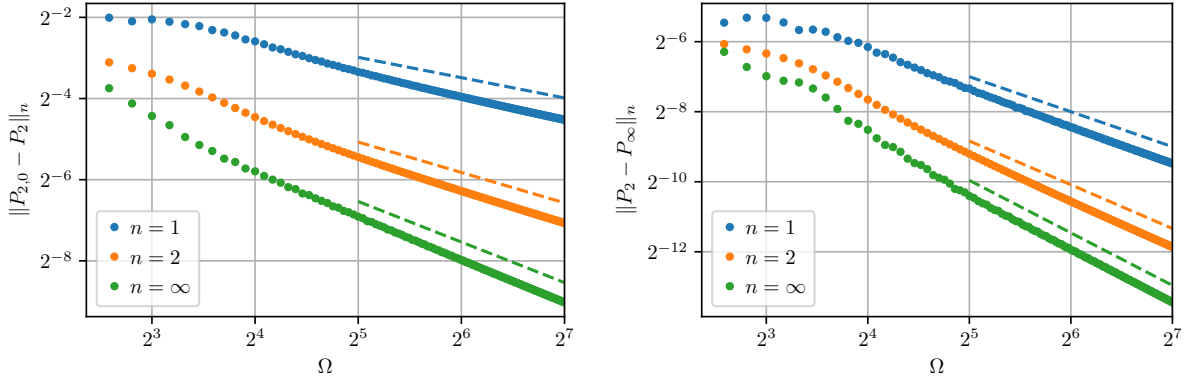 2^{-2}
2^{-4}
2^{-6}
2^{-8}
||P_{2,0} − P_2||_n
n = 1
n = 2
n = ∞
2^3
2^4
2^5
2^6
2^7
Ω
2^{-6}
2^{-8}
2^{-10}
2^{-12}
||P_2 − P_∞||_n
n = 1
n = 2
n = ∞
2^3
2^4
2^5
2^6
2^7
Ω